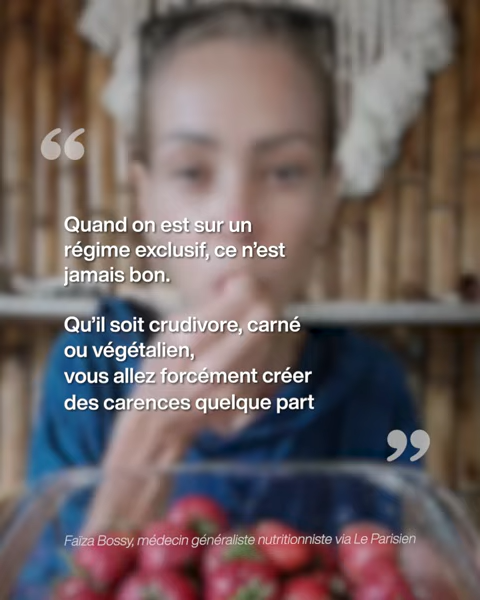 “
Quand on est sur un
régime exclusif, ce n’est
jamais bon.
Qu’il soit crudivore, carné
ou végétalien,
vous allez forcément créer
des carences quelque part
”
Faïza Bossy, médecin généraliste nutritionniste via Le Parisien